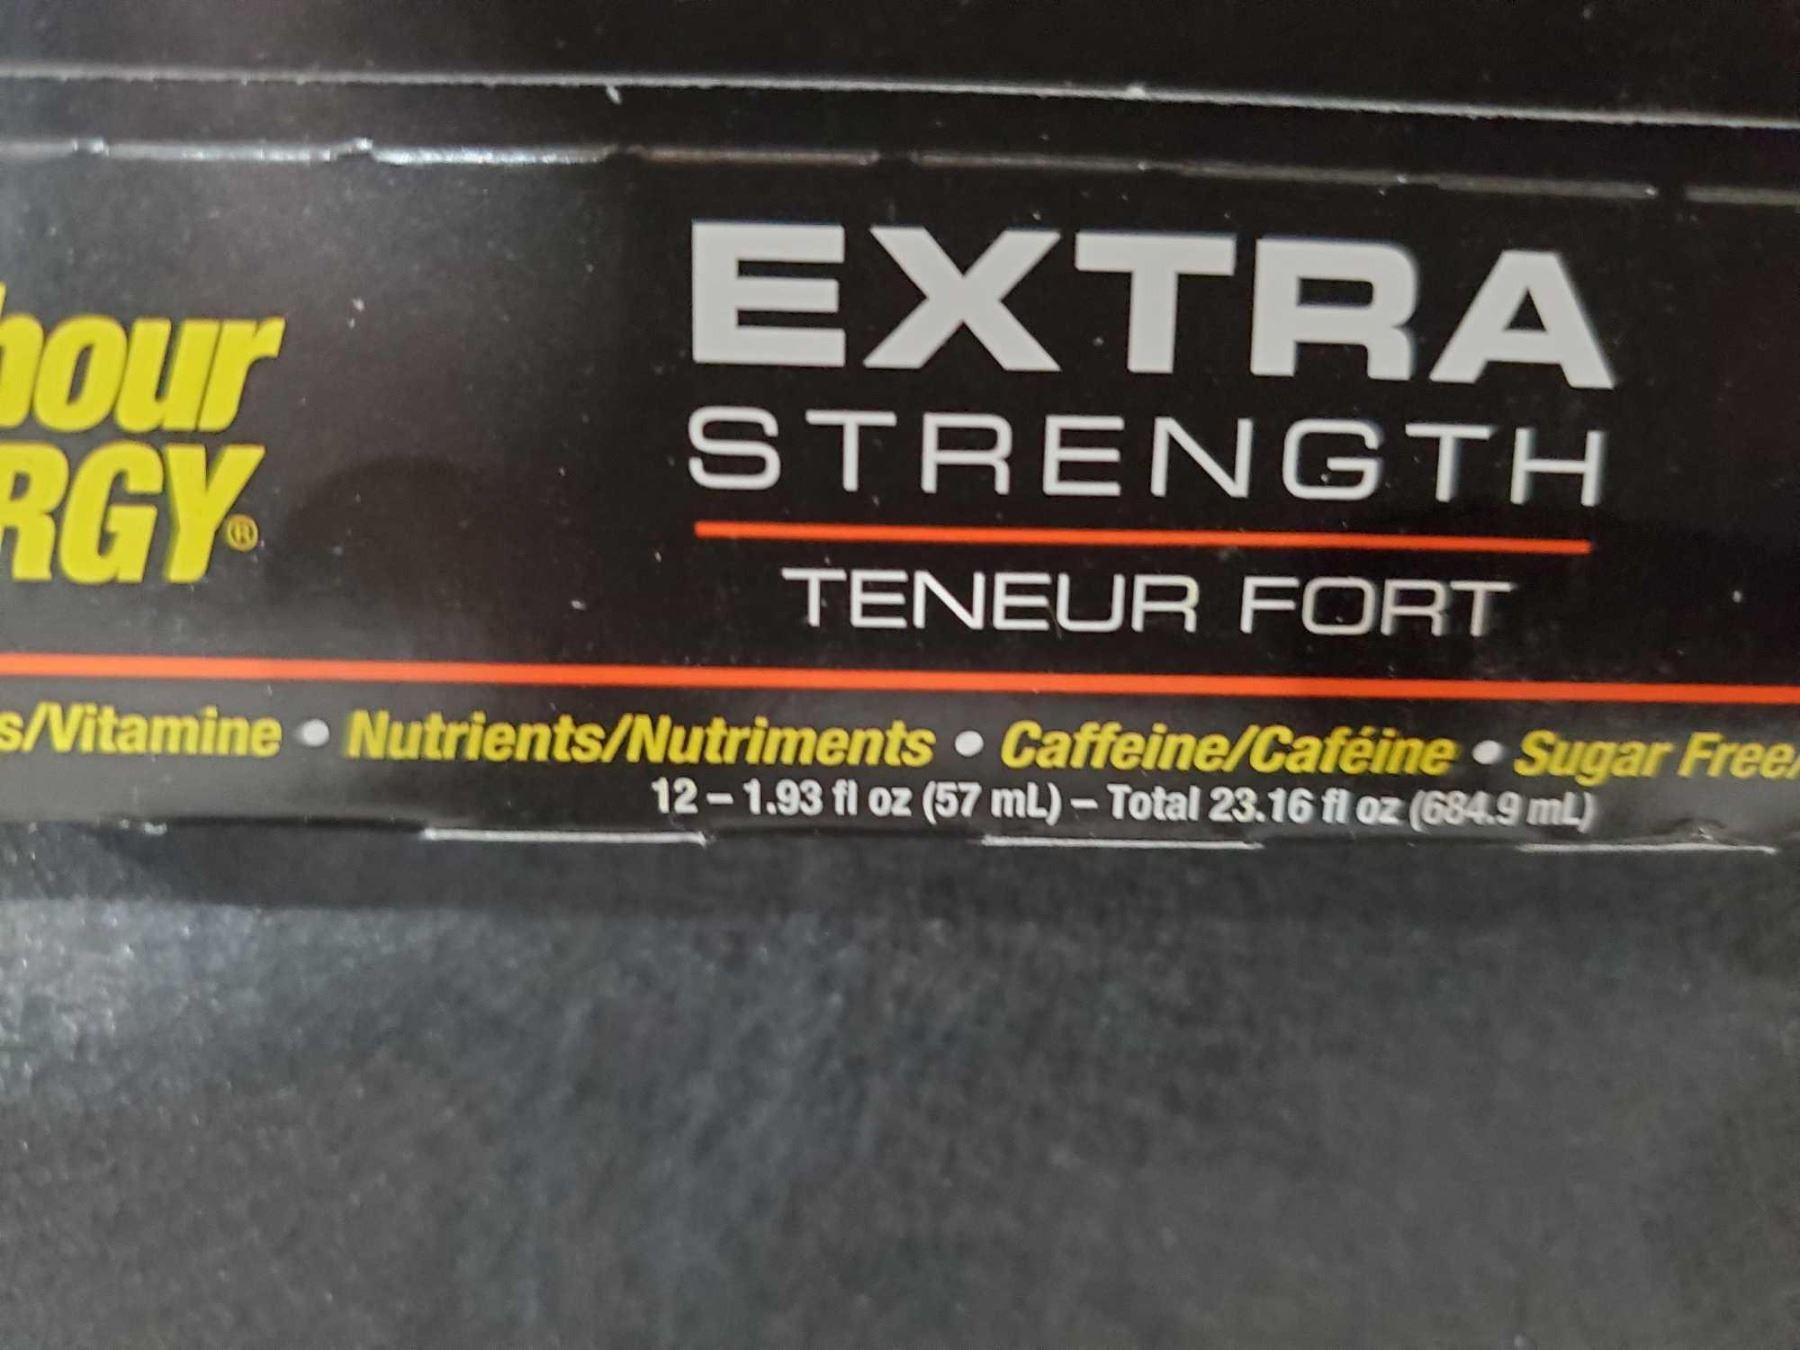 hour
RGY®
EXTRA
STRENGTH
TENEUR FORT
s/Vitamine • Nutrients/Nutriments • Caffeine/Caféine • Sugar Free/
12 – 1.93 fl oz (57 mL) – Total 23.16 fl oz (684.9 mL)